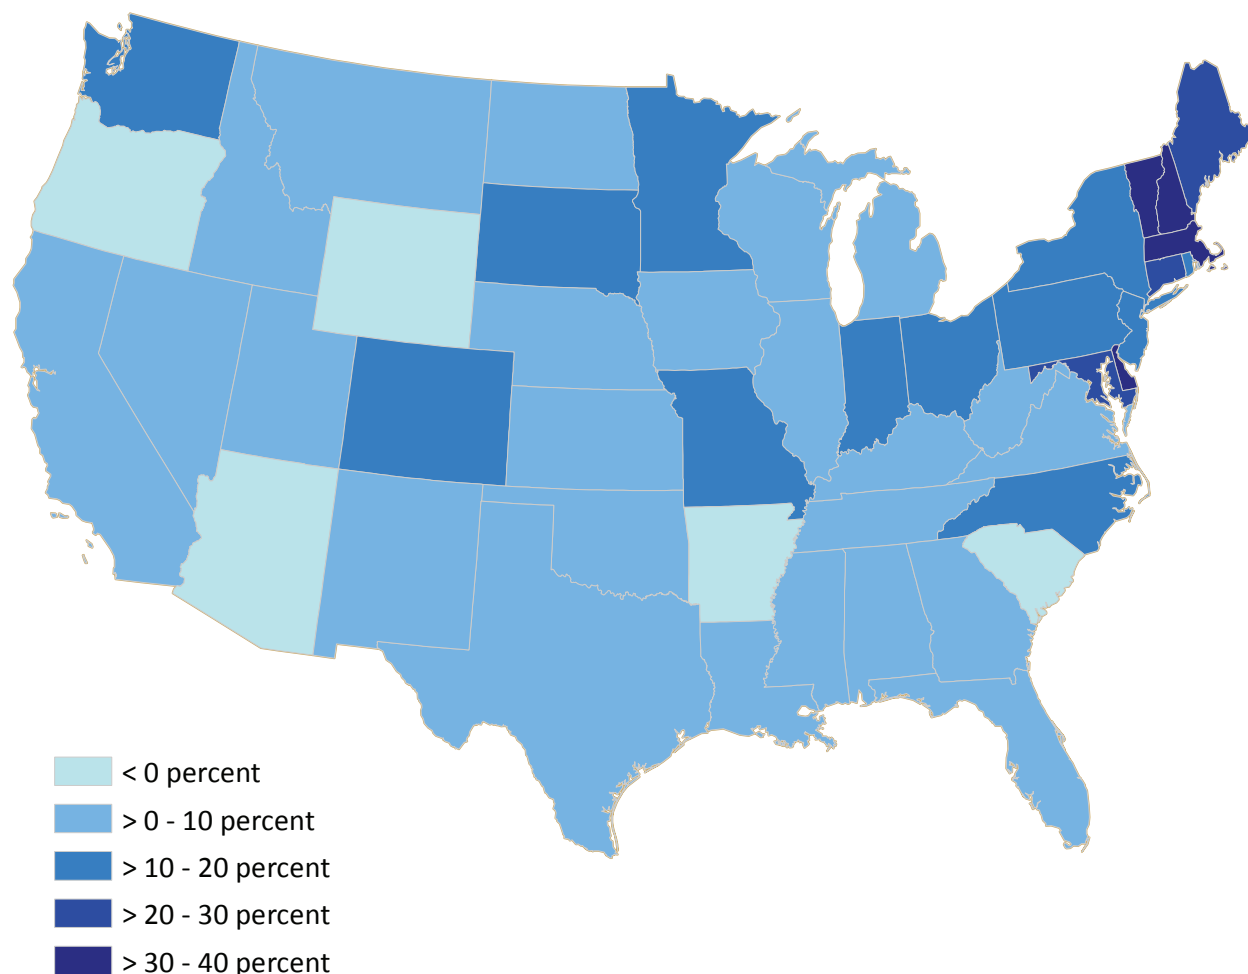 < 0 percent
> 0 - 10 percent
> 10 - 20 percent
> 20 - 30 percent
> 30 - 40 percent